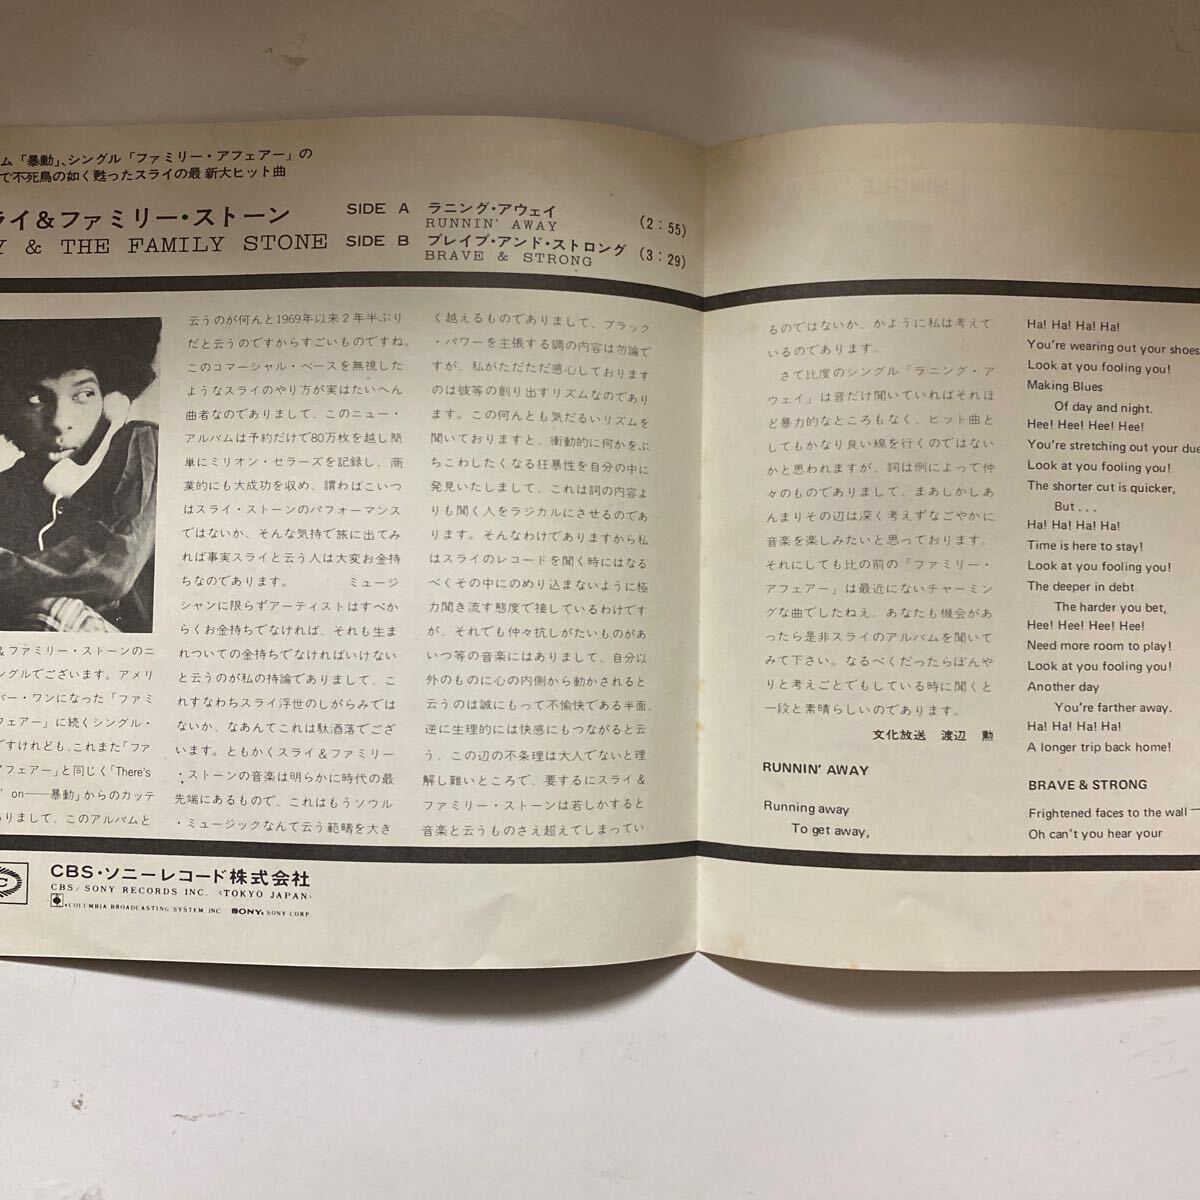 ム「暴動」、シングル「ファミリー・アフェアー」の
で不死鳥の如く甦ったスライの最新大ヒット曲
ライ＆ファミリー・ストーン
Y & THE FAMILY STONE
SIDE A ラニング・アウェイ
RUNNIN' AWAY (2:55)
SIDE B ブレイブ・アンド・ストロング
BRAVE & STRONG (3:29)
＆ファミリー・ストーンのニ
ングルでございます。アメリ
バー・ワンになった「ファミ
フェアー」に続くシングル・
ですけれども、これまた「ファ
アフェアー」と同じく「There's
' on——暴動」からのカッテ
りまして、このアルバムと
云うのが何んと1969年以来２年半ぶり
だと云うのですからすごいものですね。
このコマーシャル・ベースを無視した
ようなスライのやり方が実はたいへん
曲者なのでありまして、このニュー・
アルバムは予約だけで80万枚を越し簡
単にミリオン・セラーズを記録し、商
業的にも大成功を収め、謂わばこいつ
はスライ・ストーンのパフォーマンス
ではないか、そんな気持で旅に出てみ
れば事実スライと云う人は大変お金持
ちなのであります。　　　ミュージ
シャンに限らずアーティストはすべか
らくお金持ちでなければ、それも生ま
れついての金持ちでなければいけない
と云うのが私の持論でありまして、こ
れすなわちスライ浮世のしがらみでは
ないか、なあんてこれは駄酒落でござ
います。ともかくスライ＆ファミリー
・ストーンの音楽は明らかに時代の最
先端にあるもので、これはもうソウル
・ミュージックなんて云う範疇を大き
く越えるものでありまして、ブラック
・パワーを主張する調の内容は勿論で
すが、私がただただ感心しております
のは彼等の創り出すリズムなのであり
ます。この何んとも気だるいリズムを
聞いておりますと、衝動的に何かをぶ
ちこわしたくなる狂暴性を自分の中に
発見いたしまして、これは詞の内容よ
りも聞く人をラジカルにさせるのであ
ります。そんなわけでありますから私
はスライのレコードを聞く時にはなる
べくその中にのめり込まないように極
力聞き流す態度で接しているわけです
が、それでも仲々抗しがたいものがあ
いつ等の音楽にはありまして、自分以
外のものに心の内側から動かされると
云うのは誠にもって不愉快である半面、
逆に生理的には快感にもつながると云
う、この辺の不条理は大人でないと理
解し難いところで、要するにスライ＆
ファミリー・ストーンは若しかすると
音楽と云うものさえ超えてしまってい
るのではないか、かように私は考えて
いるのであります。
さて比度のシングル「ラニング・ア
ウェイ」は音だけ聞いていればそれほ
ど暴力的なところもなく、ヒット曲と
してもかなり良い線を行くのではない
かと思われますが、詞は例によって仲
々のものでありまして、まあしかしあ
んまりその辺は深く考えずなごやかに
音楽を楽しみたいと思っております。
それにしても比の前の「ファミリー・
アフェアー」は最近にないチャーミン
グな曲でしたねえ。あなたも機会があ
ったら是非スライのアルバムを聞いて
みて下さい。なるべくだったらぼんや
りと考えごとでもしている時に聞くと
一段と素晴らしいのであります。
文化放送　渡辺　勲
RUNNIN' AWAY
Running away
To get away,
Ha! Ha! Ha! Ha!
You're wearing out your shoes
Look at you fooling you!
Making Blues
Of day and night.
Hee! Hee! Hee! Hee!
You're stretching out your due
Look at you fooling you!
The shorter cut is quicker,
But . . .
Ha! Ha! Ha! Ha!
Time is here to stay!
Look at you fooling you!
The deeper in debt
The harder you bet,
Hee! Hee! Hee! Hee!
Need more room to play!
Look at you fooling you!
Another day
You're farther away.
Ha! Ha! Ha! Ha!
A longer trip back home!
BRAVE & STRONG
Frightened faces to the wall—
Oh can't you hear your
CBS・ソニーレコード株式会社
CBS/SONY RECORDS INC. <TOKYO JAPAN>
COLUMBIA BROADCASTING SYSTEM, INC. SONY SONY CORP